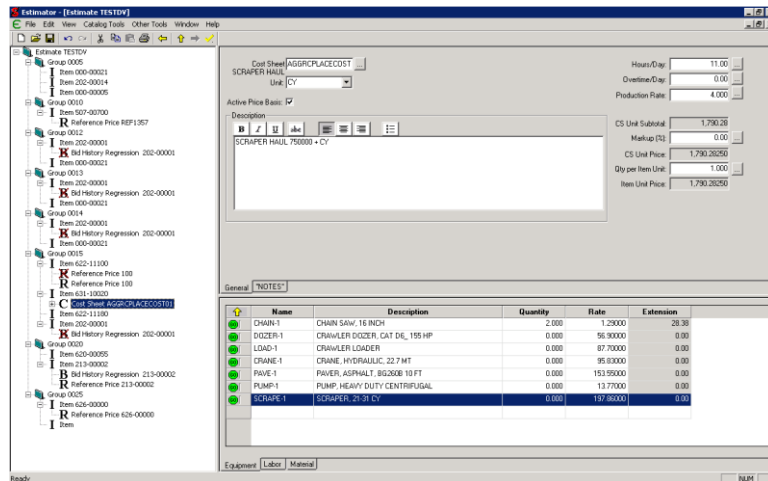 Estimator - [Estimate TESTDV]
File Edit View Catalog Tools Other Tools Window Help
Estimate TESTDV
Group 0005
Item 000-00021
Item 202-00014
Item 000-00005
Group 0010
Item 507-00700
R Reference Price REF1357
Group 0012
Item 202-00001
Bid History Regression 202-00001
Item 000-00021
Group 0013
Item 202-00001
Bid History Regression 202-00001
Item 000-00021
Group 0014
Item 202-00001
Bid History Regression 202-00001
Item 000-00021
Group 0015
Item 622-11100
Reference Price 100
R Reference Price 100
Item 631-10020
C Cost Sheet AGGRCPLACECOST01
Item 622-11180
Item 202-00001
Bid History Regression 202-00001
Group 0020
Item 620-00055
Item 213-00002
B Bid History Regression 213-00002
R Reference Price 213-00002
Group 0025
Item 626-00000
R Reference Price 626-00000
Item
Cost Sheet AGGRCPLACECOST ...
SCRAPER HAUL
Unit: CY
Active Price Basis:
Description
B I U abc
SCRAPER HAUL 750000 + CY
Hours/Day: 11.00 ...
Overtime/Day: 0.00 ...
Production Rate: 4.000 ...
CS Unit Subtotal: 1,790.28
Markup (%): 0.00 ...
CS Unit Price: 1,790.28250
Qty per Item Unit: 1.000 ...
Item Unit Price: 1,790.28250
General "NOTES"
Name Description Quantity Rate Extension
GO CHAIN-1 CHAIN SAW, 16 INCH 2.000 1.29000 28.38
GO DOZER-1 CRAWLER DOZER, CAT D6_ 155 HP 0.000 56.90000 0.00
GO LOAD-1 CRAWLER LOADER 0.000 87.70000 0.00
GO CRANE-1 CRANE, HYDRAULIC, 22.7 MT 0.000 95.83000 0.00
GO PAVE-1 PAVER, ASPHALT, BG260B 10 FT 0.000 153.55000 0.00
GO PUMP-1 PUMP, HEAVY DUTY CENTRIFUGAL 0.000 13.77000 0.00
GO SCRAPE-1 SCRAPER, 21-31 CY 0.000 197.86000 0.00
Equipment Labor Material
Ready NUM